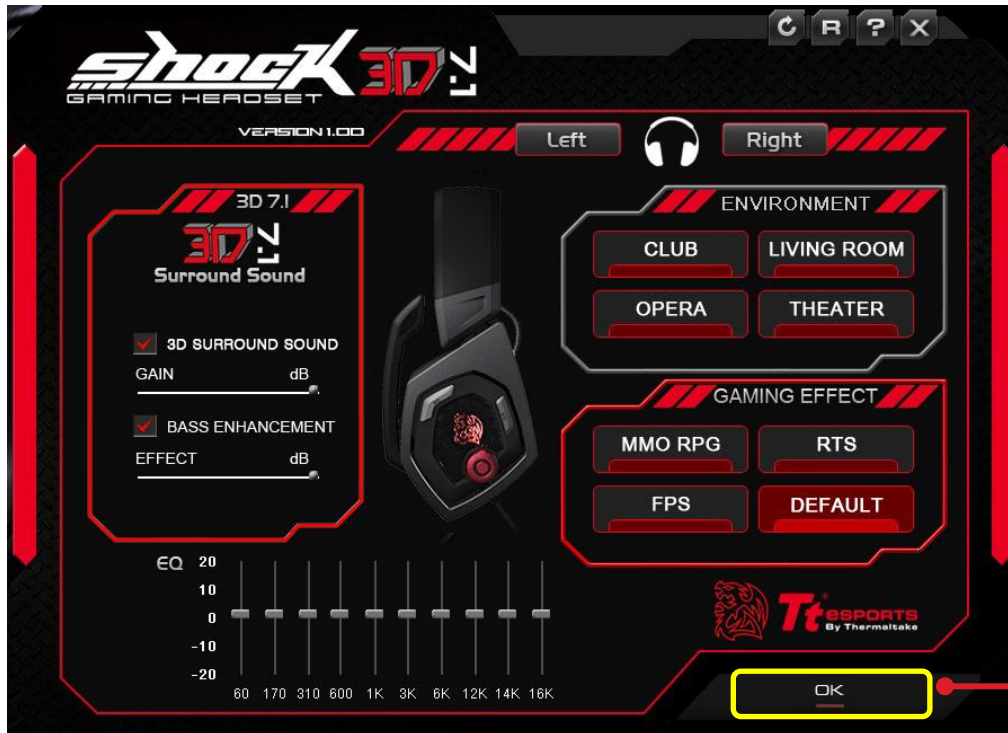 C R ? X
SHOCK 3D 7.1
GAMING HEADSET
VERSION 1.00
Left Right
3D 7.1
3D 7.1
Surround Sound
3D SURROUND SOUND
GAIN dB
BASS ENHANCEMENT
EFFECT dB
ENVIRONMENT
CLUB LIVING ROOM
OPERA THEATER
GAMING EFFECT
MMO RPG RTS
FPS DEFAULT
EQ 20
10
0
-10
-20
60 170 310 600 1K 3K 6K 12K 14K 16K
Tt eSPORTS
By Thermaltake
OK